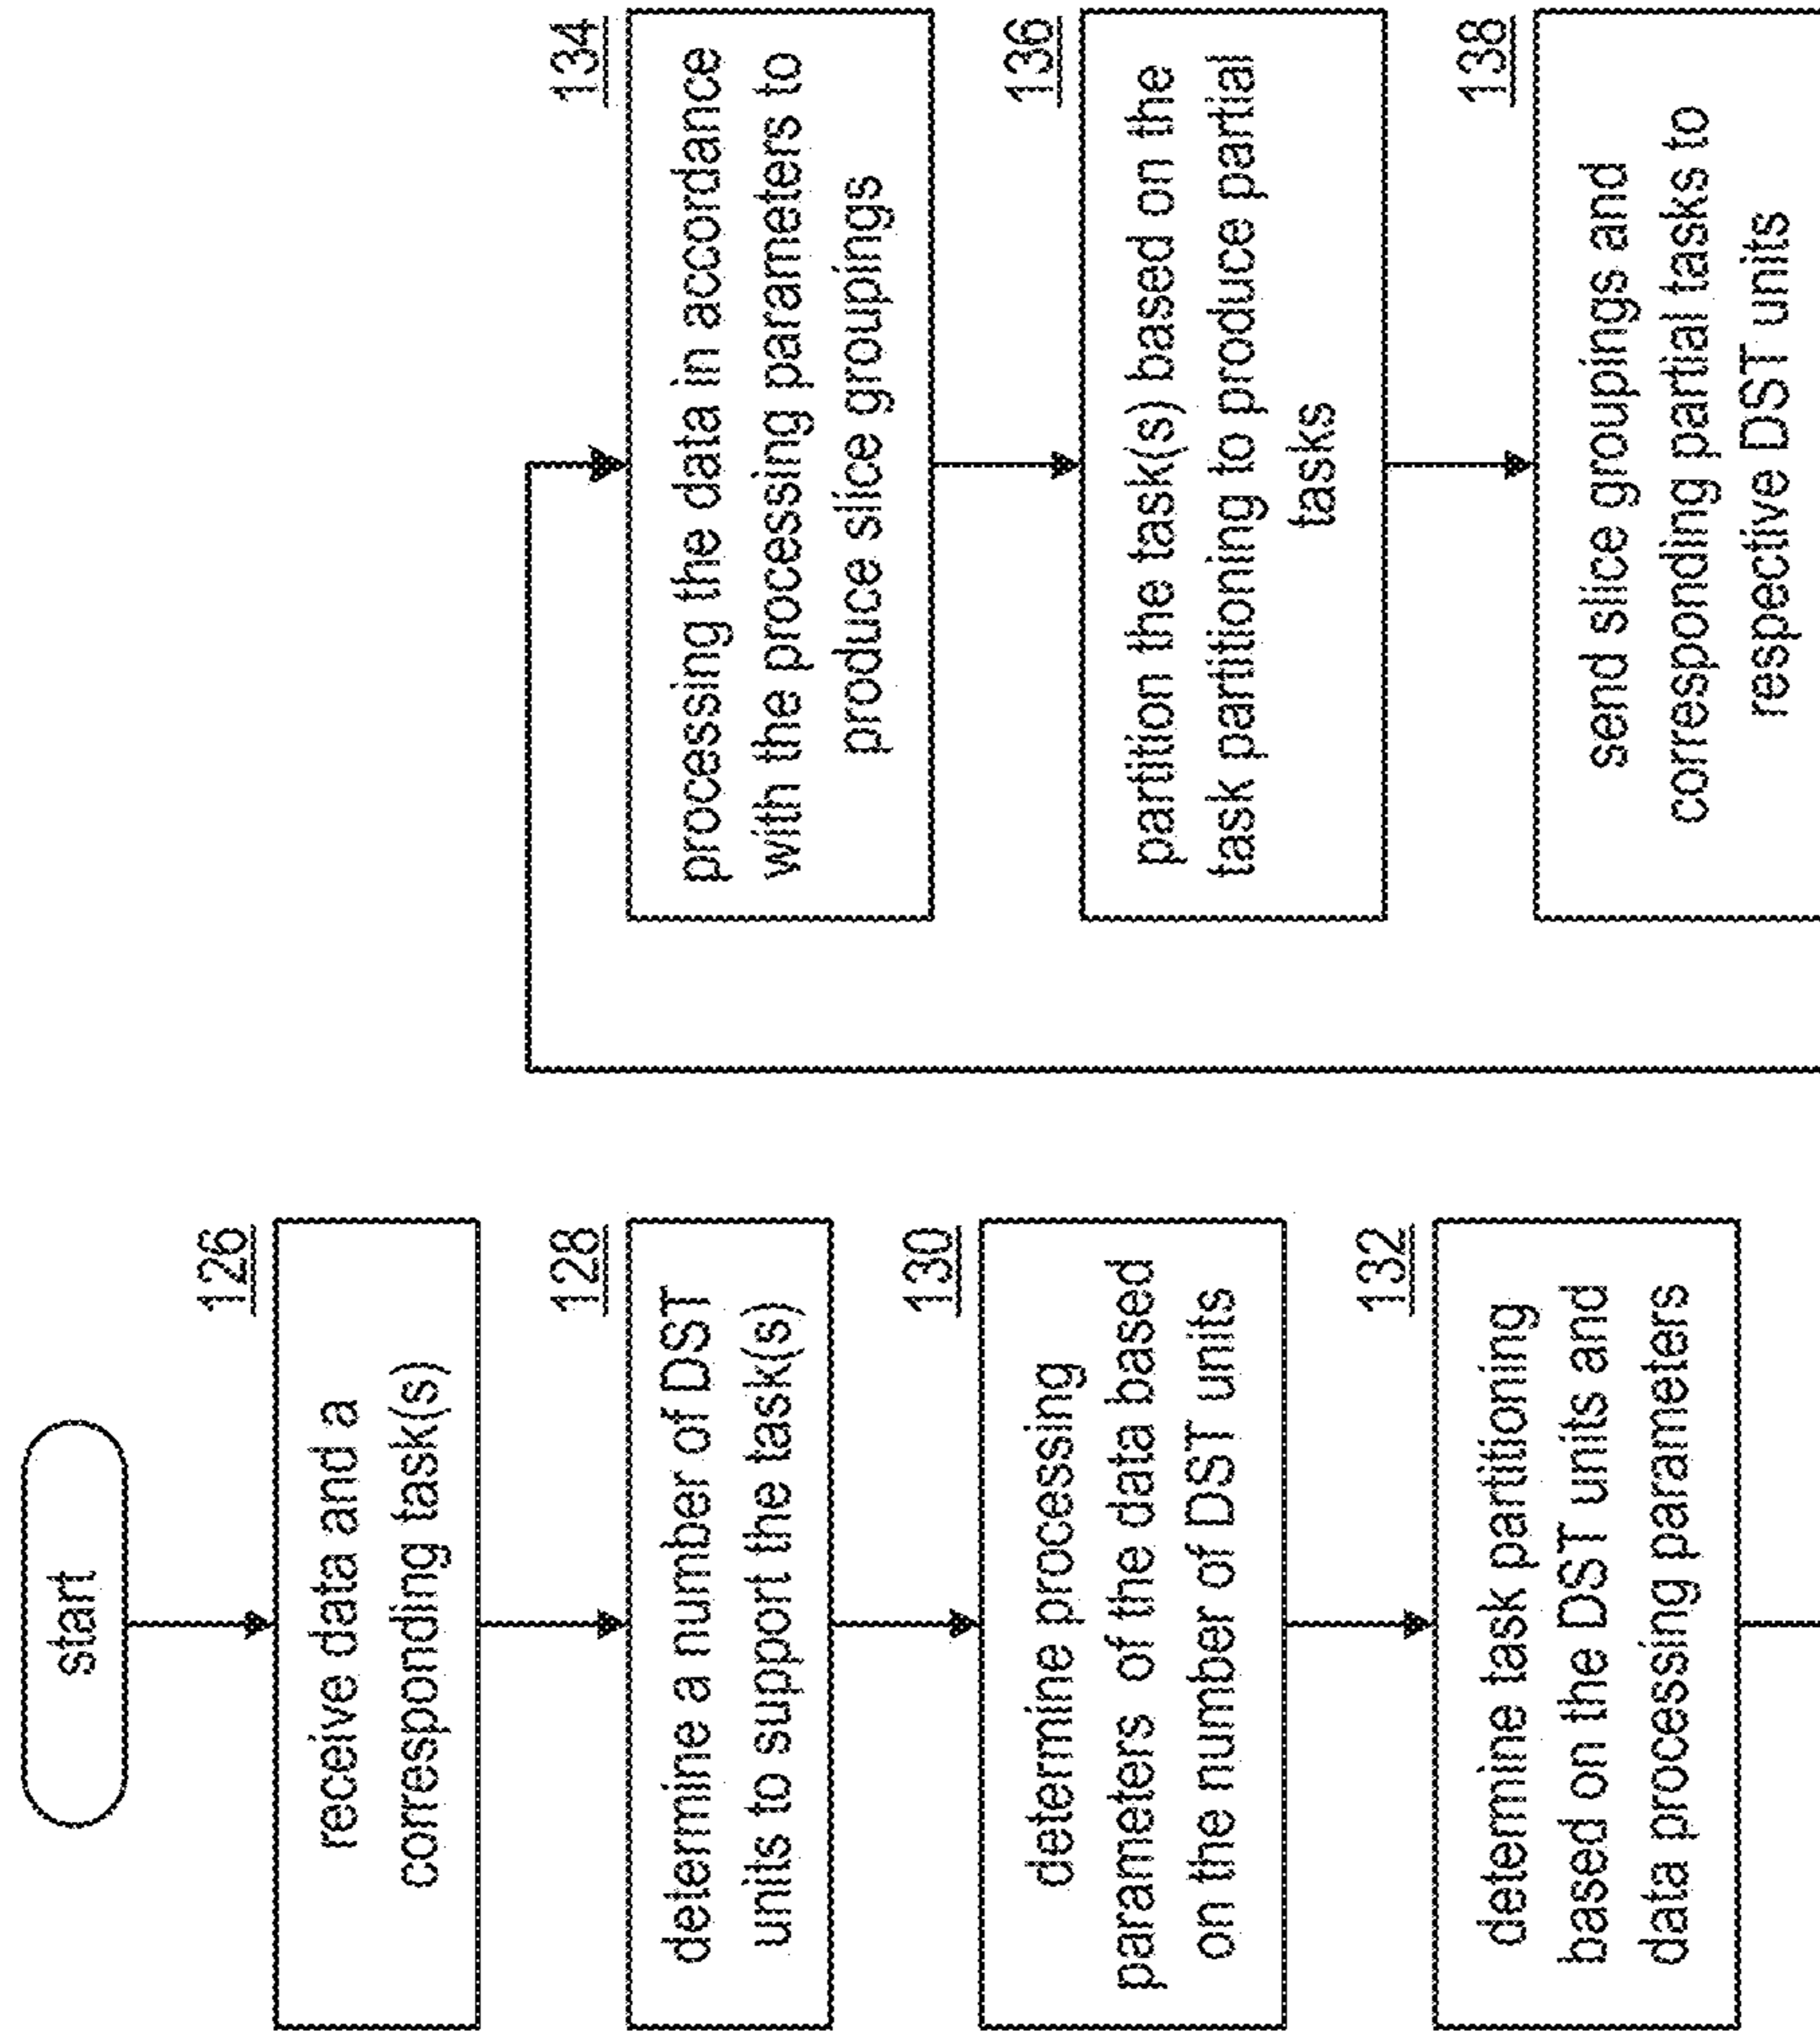 start
126
receive data and a
corresponding task(s)
128
determine a number of DST
units to support the task(s)
130
determine processing
parameters of the data based
on the number of DST units
132
determine task partitioning
based on the DST units and
data processing parameters
134
processing the data in accordance
with the processing parameters to
produce slice groupings
136
partition the task(s) based on the
task partitioning to produce partial
tasks
138
send slice groupings and
corresponding partial tasks to
respective DST units